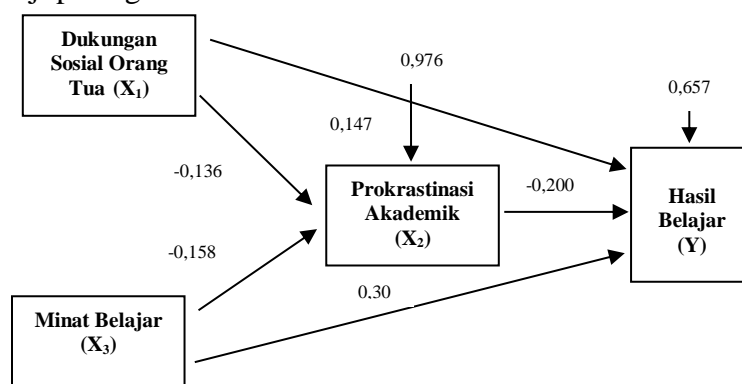 Dukungan
Sosial Orang
Tua (X₁)
0,976
0,657
0,147
-0,136
Prokrastinasi
Akademik
(X₂)
-0,200
Hasil
Belajar
(Y)
-0,158
0,30
Minat Belajar
(X₃)